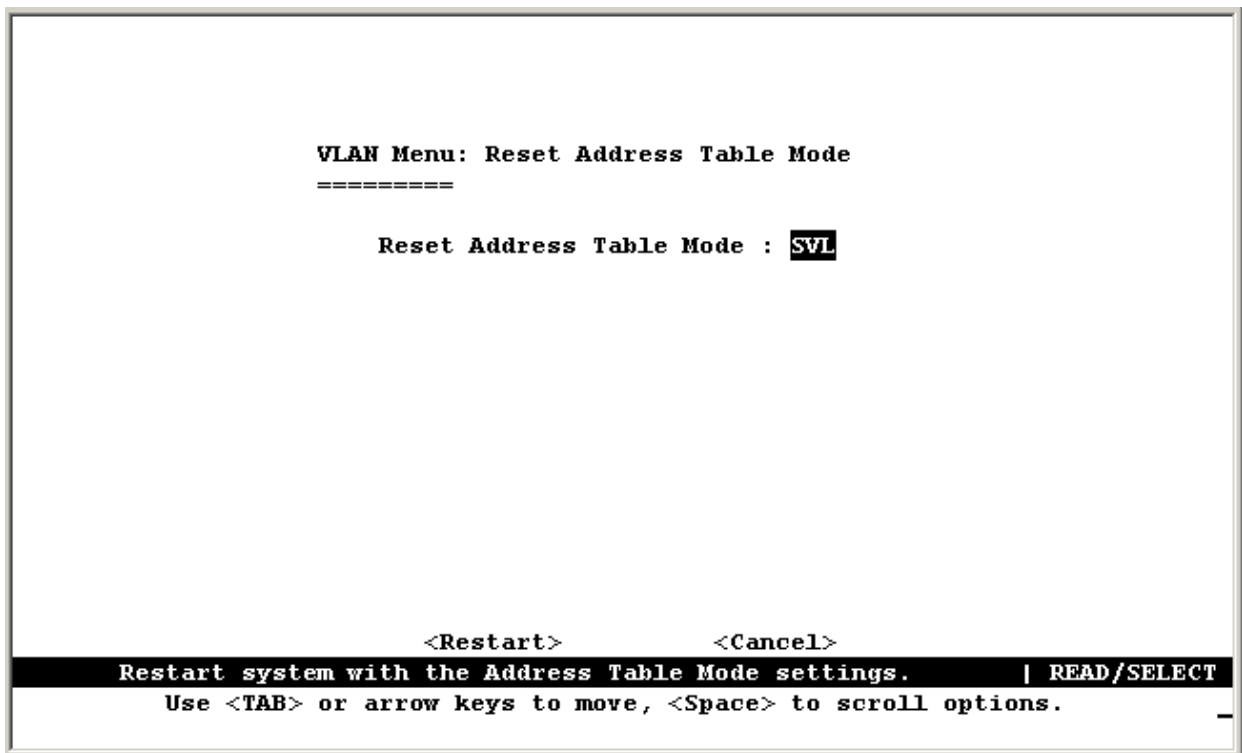 VLAN Menu: Reset Address Table Mode
=========
Reset Address Table Mode : SVL
<Restart> <Cancel>
Restart system with the Address Table Mode settings. | READ/SELECT
Use <TAB> or arrow keys to move, <Space> to scroll options.